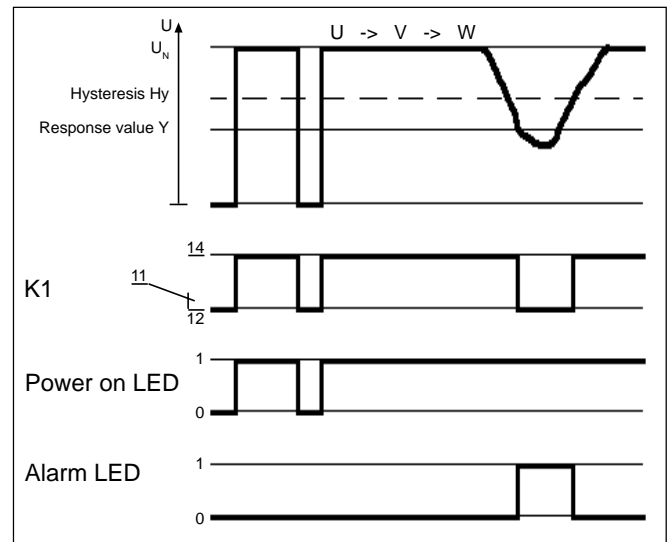 U
U_N
U -> V -> W
Hysteresis Hy
Response value Y
14
11
K1
12
1
Power on LED
0
1
Alarm LED
0